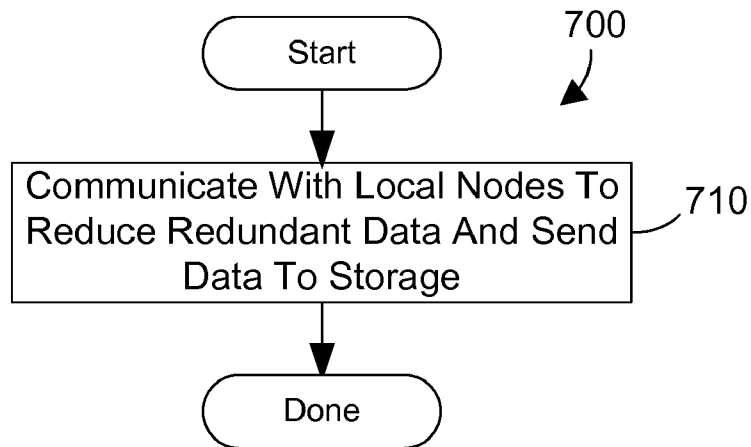 700
Start
Communicate With Local Nodes To
Reduce Redundant Data And Send
Data To Storage
710
Done